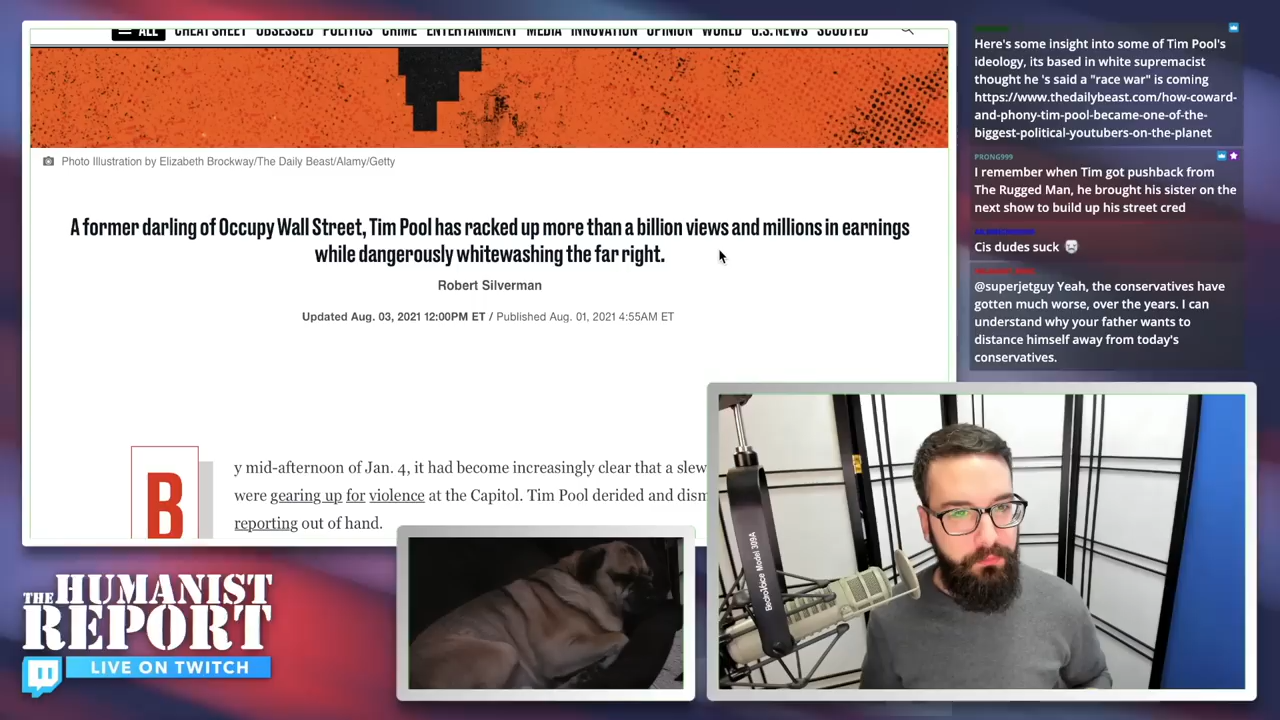 ALL CHEAT SHEET OBSESSED POLITICS CRIME ENTERTAINMENT MEDIA INNOVATION OPINION WORLD U.S. NEWS SCOUTED
Photo Illustration by Elizabeth Brockway/The Daily Beast/Alamy/Getty
A former darling of Occupy Wall Street, Tim Pool has racked up more than a billion views and millions in earnings
while dangerously whitewashing the far right.
Robert Silverman
Updated Aug. 03, 2021 12:00PM ET / Published Aug. 01, 2021 4:55AM ET
By mid-afternoon of Jan. 4, it had become increasingly clear that a slew
were gearing up for violence at the Capitol. Tim Pool derided and dism
reporting out of hand.
Here's some insight into some of Tim Pool's
ideology, its based in white supremacist
thought he 's said a "race war" is coming
https://www.thedailybeast.com/how-coward-
and-phony-tim-pool-became-one-of-the-
biggest-political-youtubers-on-the-planet
PRONG999
I remember when Tim got pushback from
The Rugged Man, he brought his sister on the
next show to build up his street cred
Cis dudes suck
@superjetguy Yeah, the conservatives have
gotten much worse, over the years. I can
understand why your father wants to
distance himself away from today's
conservatives.
ElectroVoice Model 309A
THE HUMANIST
REPORT
LIVE ON TWITCH